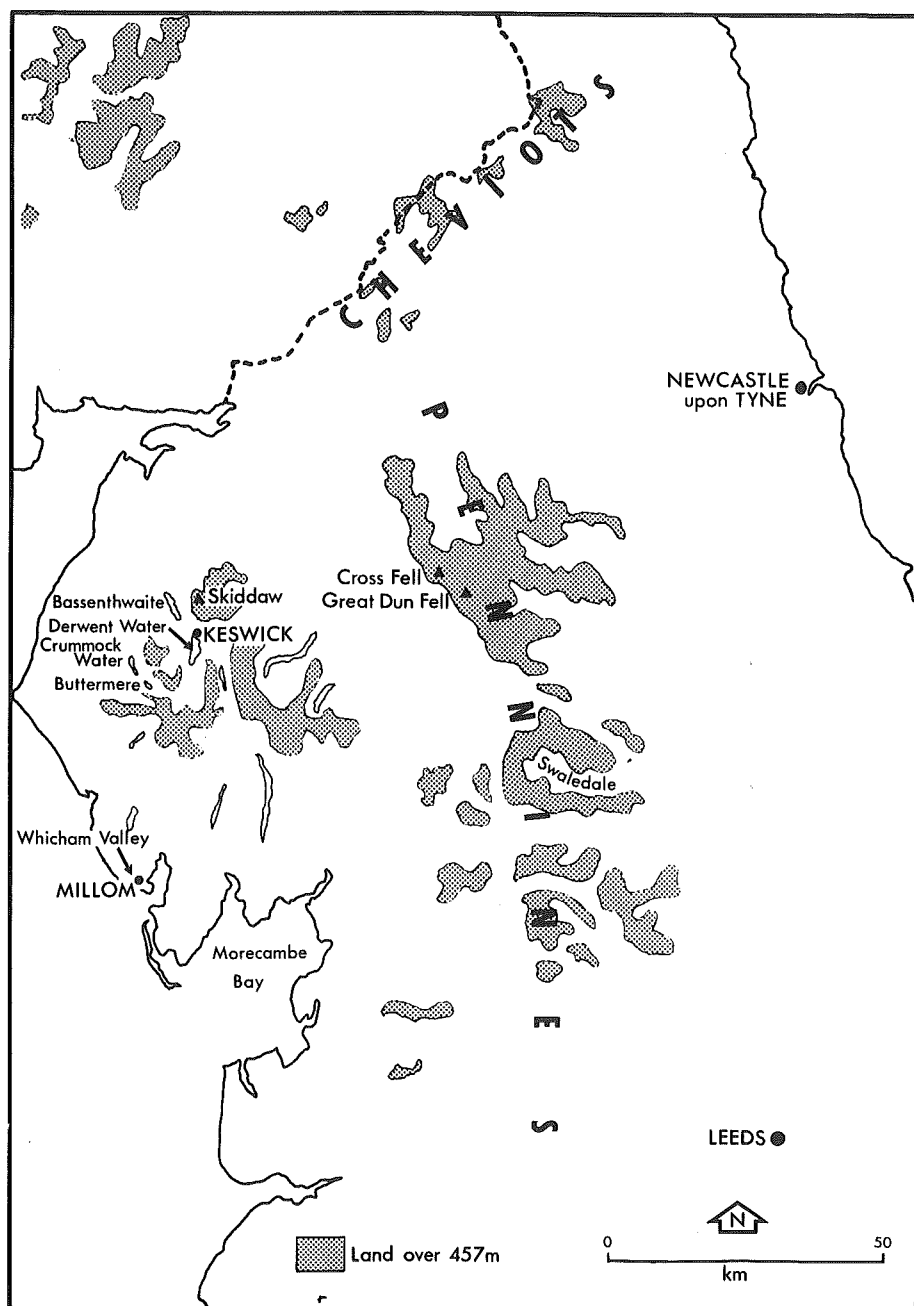 CHEVIOTS
NEWCASTLE
upon TYNE
PENNINES
Cross Fell
Great Dun Fell
Skiddaw
Bassenthwaite
Derwent Water
KESWICK
Crummock
Water
Buttermere
Swaledale
Whicham Valley
MILLOM
Morecambe
Bay
LEEDS
N
Land over 457m
0 50
km